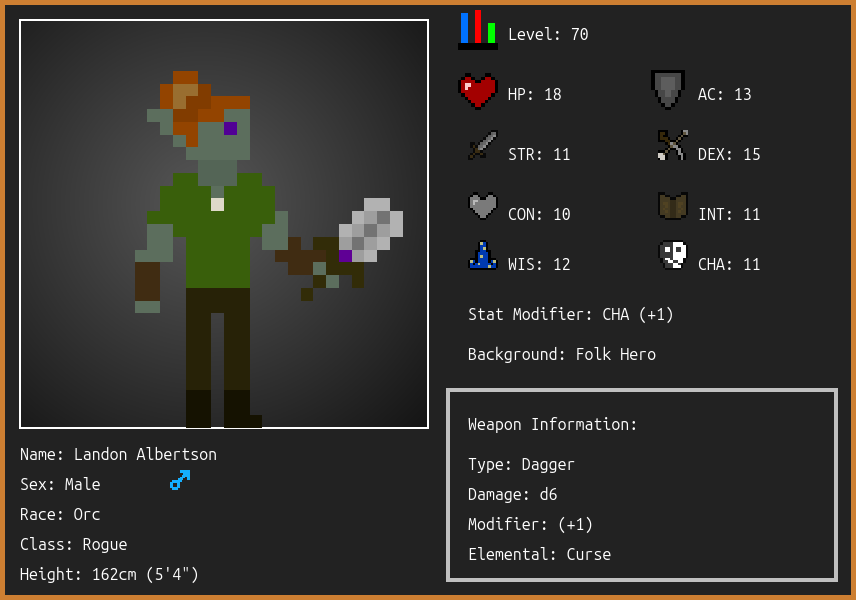 Level: 70
HP: 18
AC: 13
STR: 11
DEX: 15
CON: 10
INT: 11
WIS: 12
CHA: 11
Stat Modifier: CHA (+1)
Background: Folk Hero
Weapon Information:
Type: Dagger
Damage: d6
Modifier: (+1)
Elemental: Curse
Name: Landon Albertson
Sex: Male
Race: Orc
Class: Rogue
Height: 162cm (5'4")